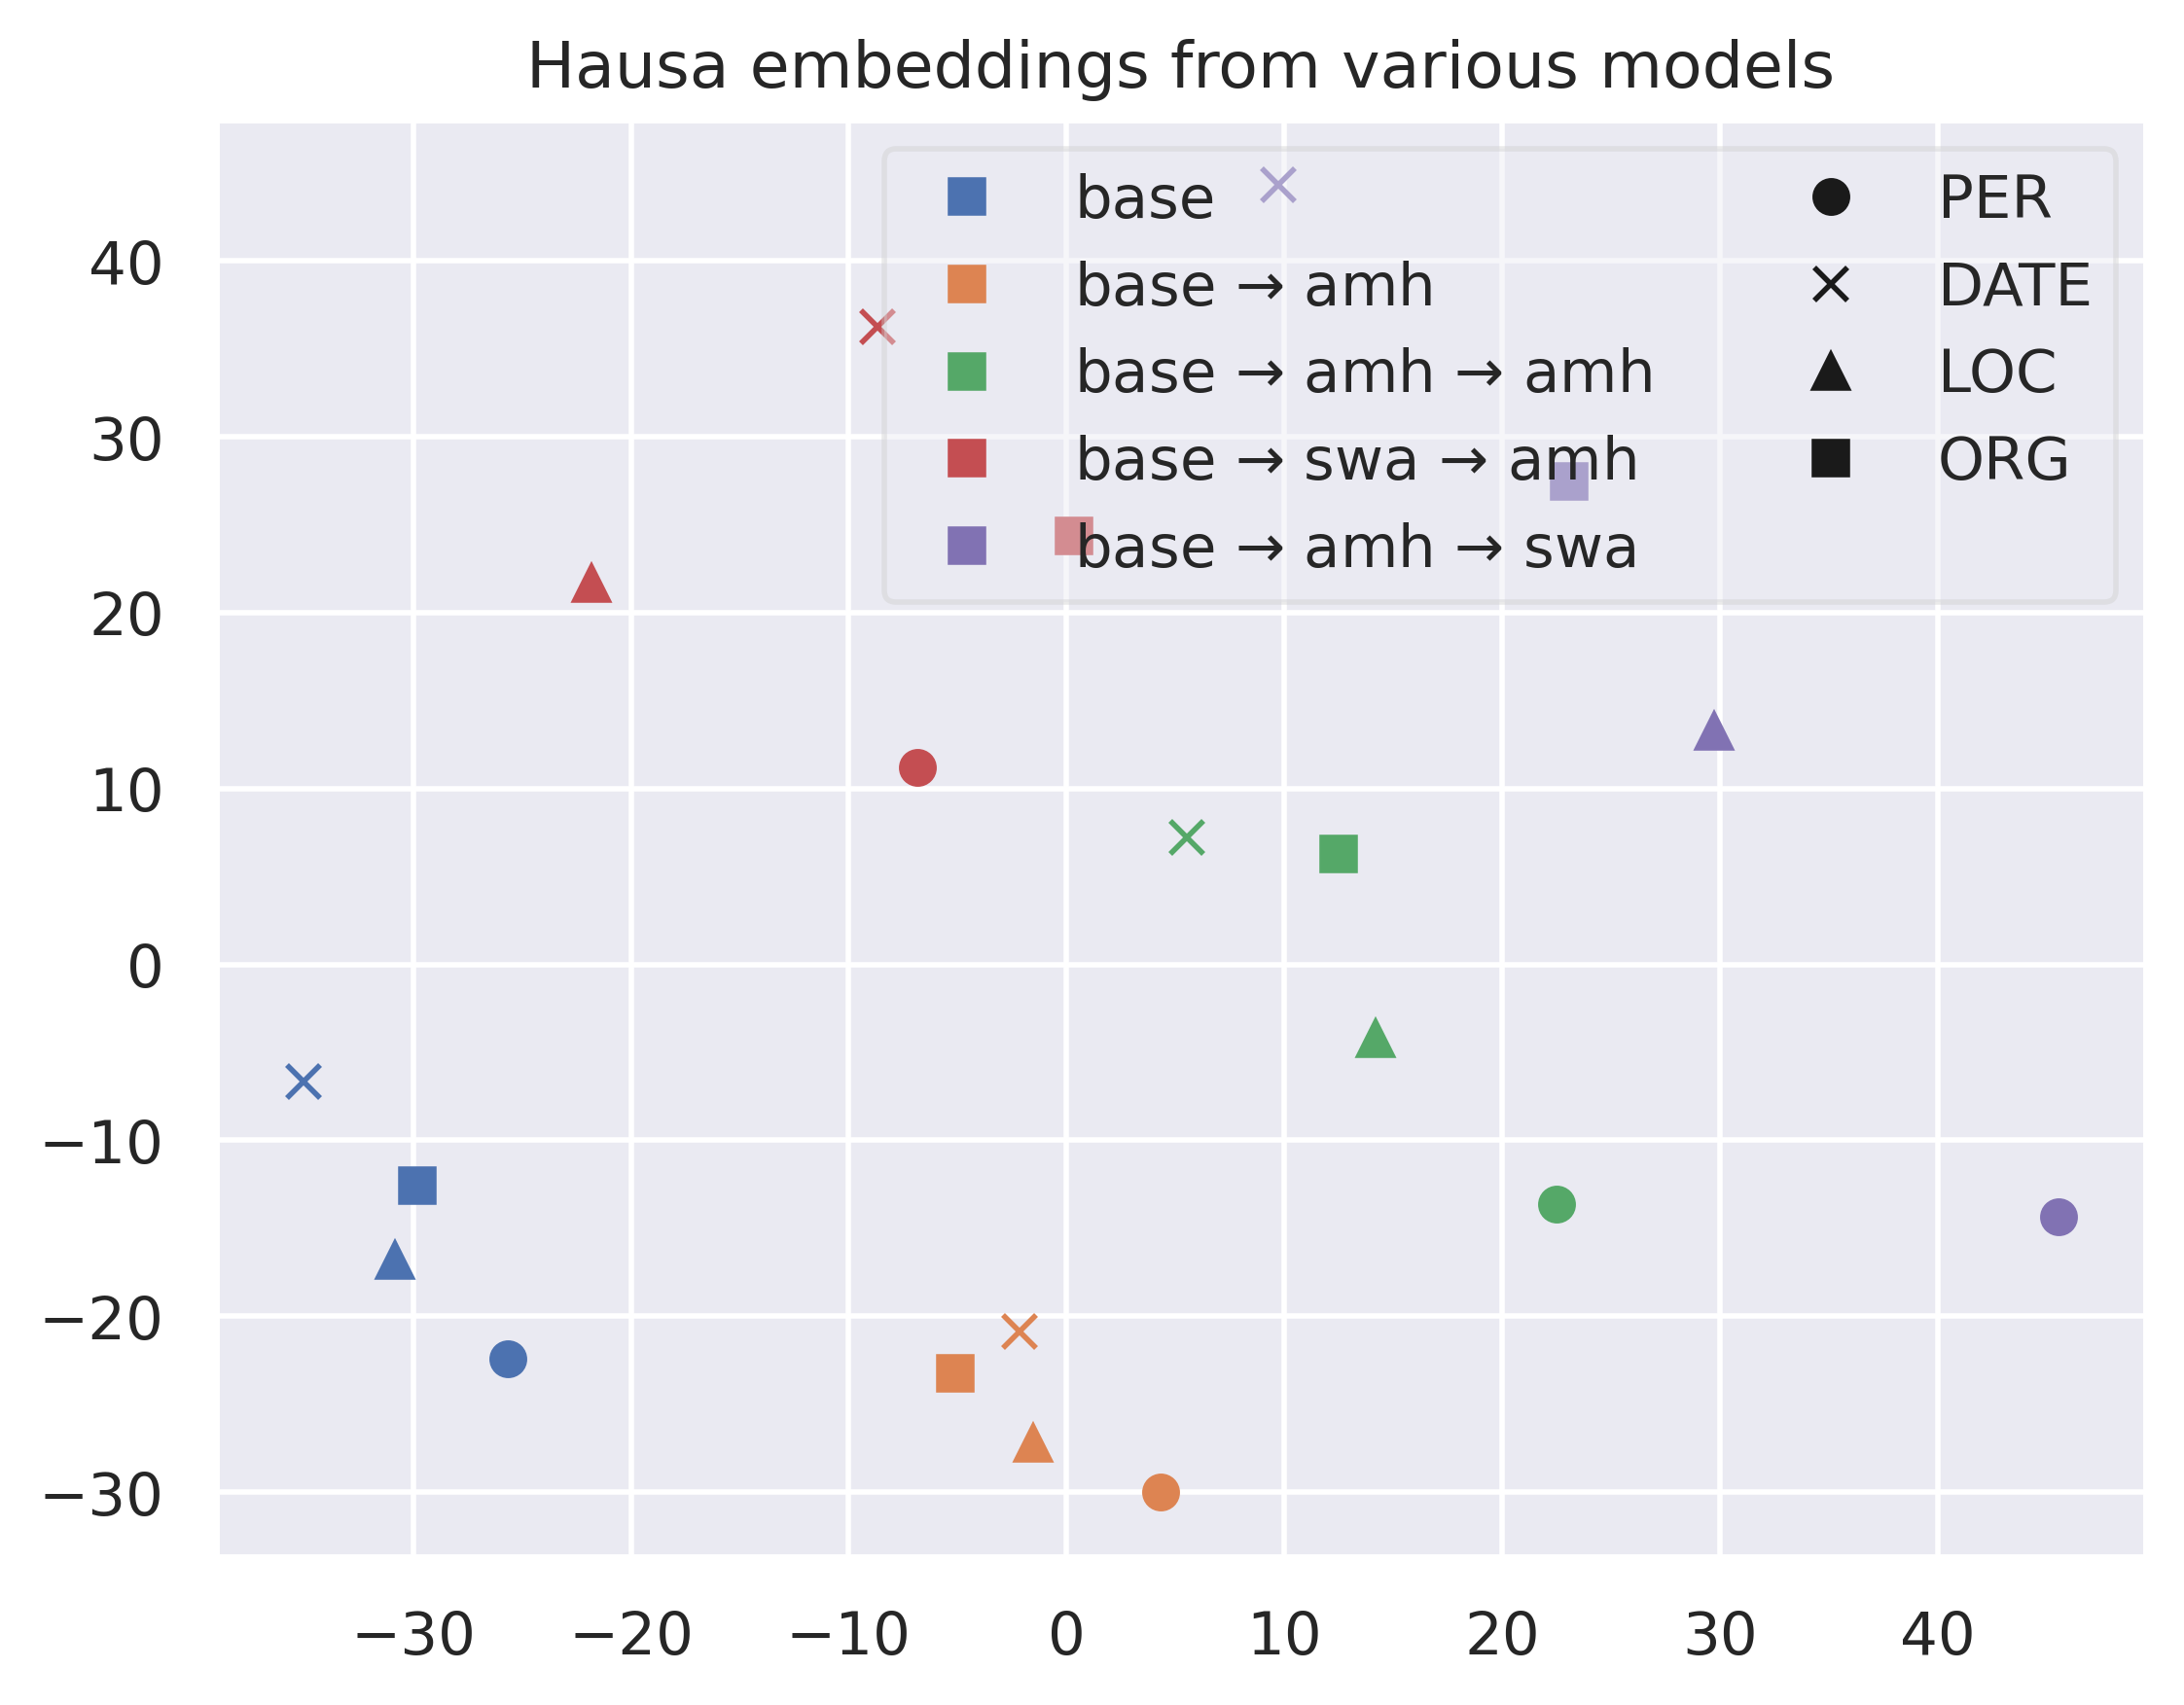 Hausa embeddings from various models
base
base → amh
base → amh → amh
base → swa → amh
base → amh → swa
PER
DATE
LOC
ORG
40
30
20
10
0
−10
−20
−30
−30 −20 −10 0 10 20 30 40